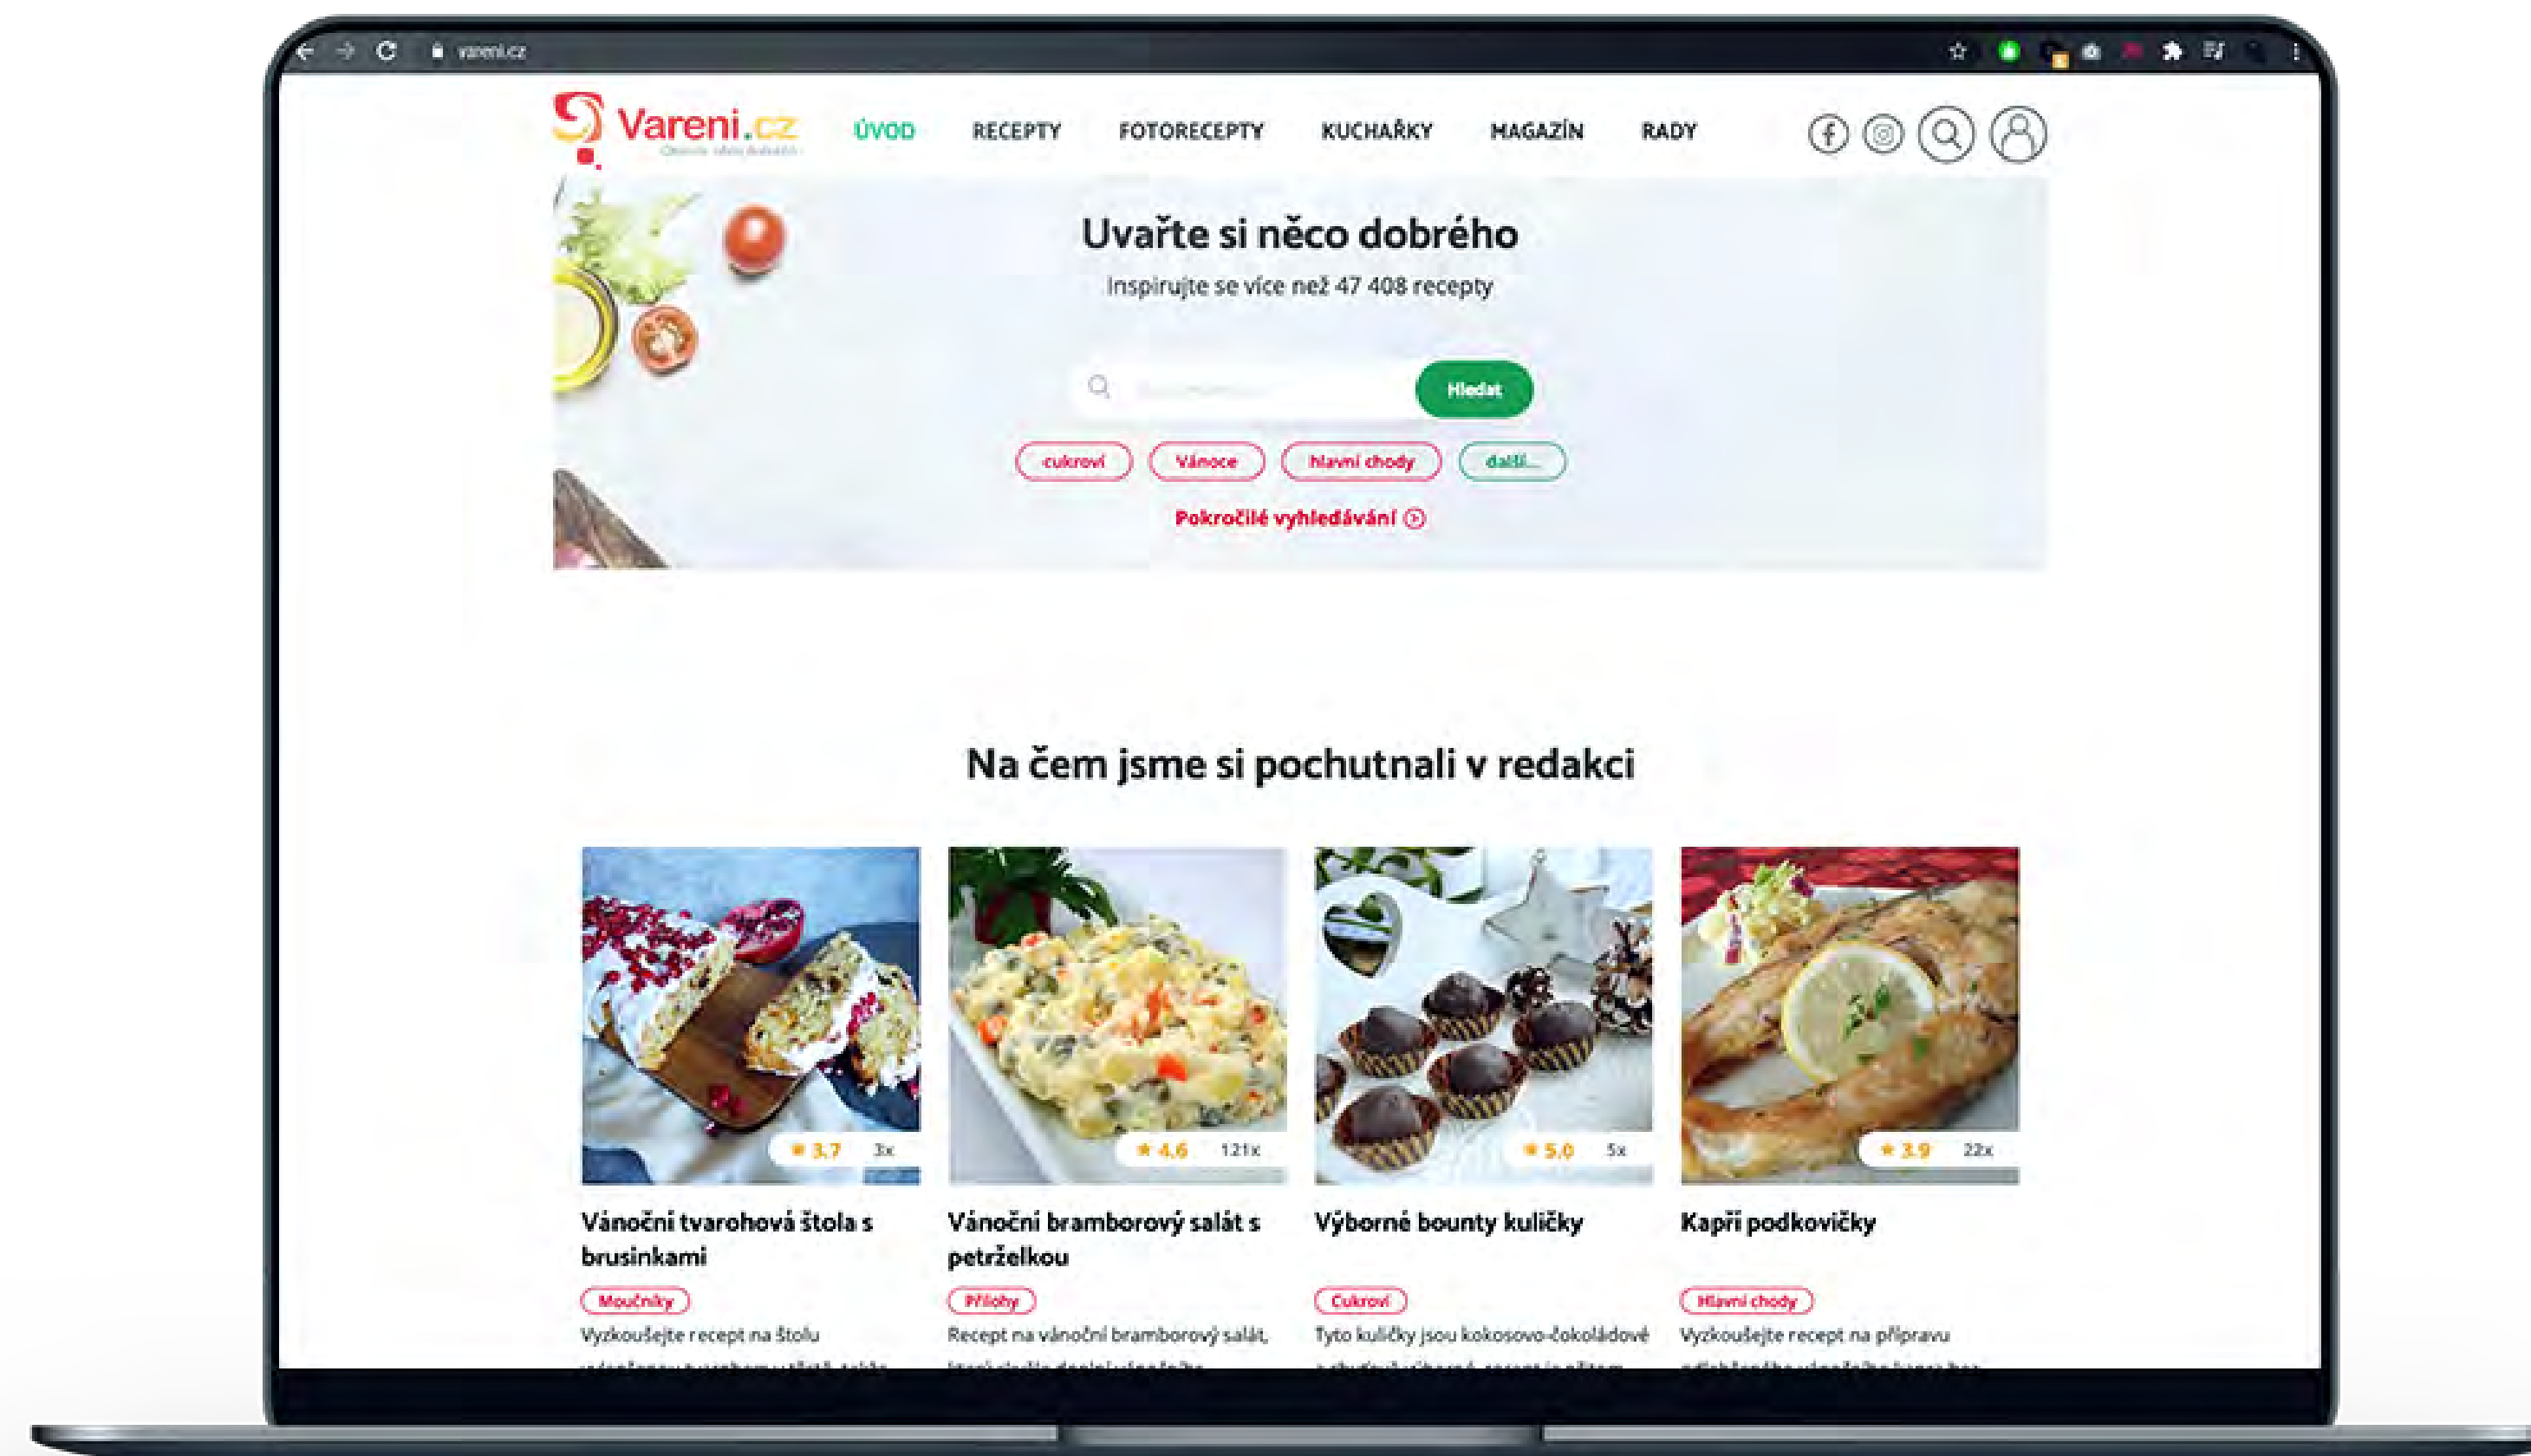 vareni.cz
Vareni.cz
ÚVOD RECEPTY FOTORECEPTY KUCHAŘKY MAGAZÍN RADY
Uvařte si něco dobrého
Inspirujte se více než 47 408 recepty
Hledat
cukroví Vánoce hlavní chody další...
Pokročilé vyhledávání
Na čem jsme si pochutnali v redakci
3.7 3x
4.6 121x
5.0 5x
3.9 22x
Vánoční tvarohová štola s
brusinkami
Moučníky
Vyzkoušejte recept na štolu
Vánoční bramborový salát s
petrželkou
Přílohy
Recept na vánoční bramborový salát,
Výborné bounty kuličky
Cukroví
Tyto kuličky jsou kokosovo-čokoládové
Kapří podkovičky
Hlavní chody
Vyzkoušejte recept na přípravu